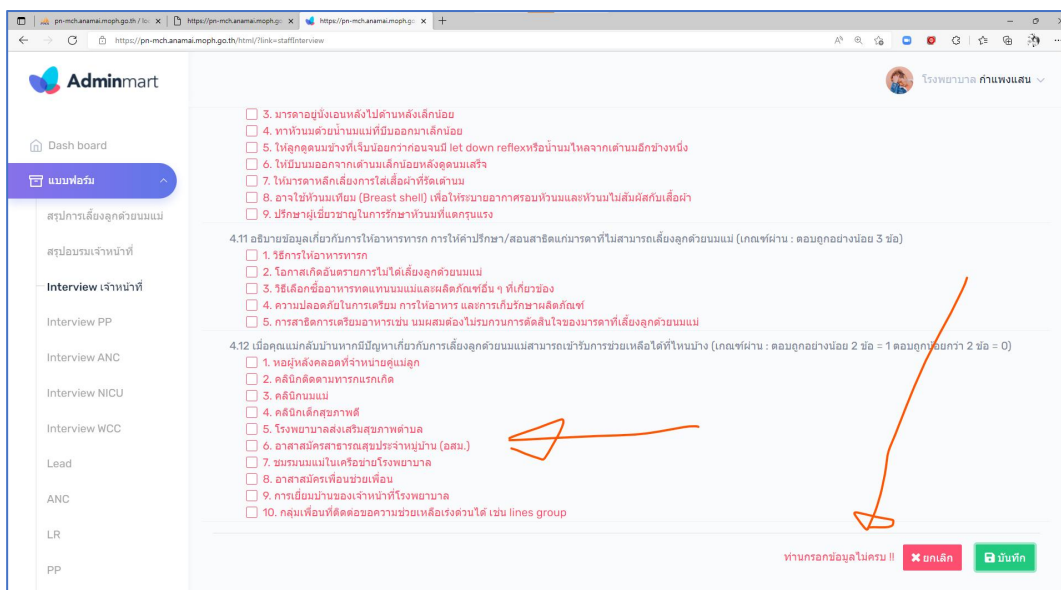 pn-mch.anamai.moph.go.th / loc
https://pn-mch.anamai.moph.go
https://pn-mch.anamai.moph.go
https://pn-mch.anamai.moph.go.th/html/?link=staffInterview
Adminmart
โรงพยาบาล กำแพงแสน
Dash board
แบบฟอร์ม
สรุปการเลี้ยงลูกด้วยนมแม่
สรุปอบรมเจ้าหน้าที่
Interview เจ้าหน้าที่
Interview PP
Interview ANC
Interview NICU
Interview WCC
Lead
ANC
LR
PP
3. มารดาอยู่นั่งเอนหลังไปด้านหลังเล็กน้อย
4. ทาหัวนมด้วยน้ำนมแม่ที่บีบออกมาเล็กน้อย
5. ให้ลูกดูดนมข้างที่เจ็บน้อยกว่าก่อนจนมี let down reflexหรือน้ำนมไหลจากเต้านมอีกข้างหนึ่ง
6. ให้บีบนมออกจากเต้านมเล็กน้อยหลังดูดนมเสร็จ
7. ให้มารดาหลีกเลี่ยงการใส่เสื้อผ้าที่รัดเต้านม
8. อาจใช้หัวนมเทียม (Breast shell) เพื่อให้ระบายอากาศรอบหัวนมและหัวนมไม่สัมผัสกับเสื้อผ้า
9. ปรึกษาผู้เชี่ยวชาญในการรักษาหัวนมที่แตกรุนแรง
4.11 อธิบายข้อมูลเกี่ยวกับการให้อาหารทารก การให้คำปรึกษา/สอนสาธิตแก่มารดาที่ไม่สามารถเลี้ยงลูกด้วยนมแม่ (เกณฑ์ผ่าน : ตอบถูกอย่างน้อย 3 ข้อ)
1. วิธีการให้อาหารทารก
2. โอกาสเกิดอันตรายการไม่ได้เลี้ยงลูกด้วยนมแม่
3. วิธีเลือกซื้ออาหารทดแทนนมแม่และผลิตภัณฑ์อื่น ๆ ที่เกี่ยวข้อง
4. ความปลอดภัยในการเตรียม การให้อาหาร และการเก็บรักษาผลิตภัณฑ์
5. การสาธิตการเตรียมอาหารเช่น นมผสมต้องไม่รบกวนการตัดสินใจของมารดาที่เลี้ยงลูกด้วยนมแม่
4.12 เมื่อคุณแม่กลับบ้านหากมีปัญหาเกี่ยวกับการเลี้ยงลูกด้วยนมแม่สามารถเข้ารับการช่วยเหลือได้ที่ไหนบ้าง (เกณฑ์ผ่าน : ตอบถูกอย่างน้อย 2 ข้อ = 1 ตอบถูกน้อยกว่า 2 ข้อ = 0)
1. หอผู้หลังคลอดที่จำหน่ายคู่แม่ลูก
2. คลินิกติดตามทารกแรกเกิด
3. คลินิกนมแม่
4. คลินิกเด็กสุขภาพดี
5. โรงพยาบาลส่งเสริมสุขภาพตำบล
6. อาสาสมัครสาธารณสุขประจำหมู่บ้าน (อสม.)
7. ชมรมนมแม่ในเครือข่ายโรงพยาบาล
8. อาสาสมัครเพื่อนช่วยเพื่อน
9. การเยี่ยมบ้านของเจ้าหน้าที่โรงพยาบาล
10. กลุ่มเพื่อนที่ติดต่อขอความช่วยเหลือเร่งด่วนได้ เช่น lines group
ท่านกรอกข้อมูลไม่ครบ !!
ยกเลิก
บันทึก